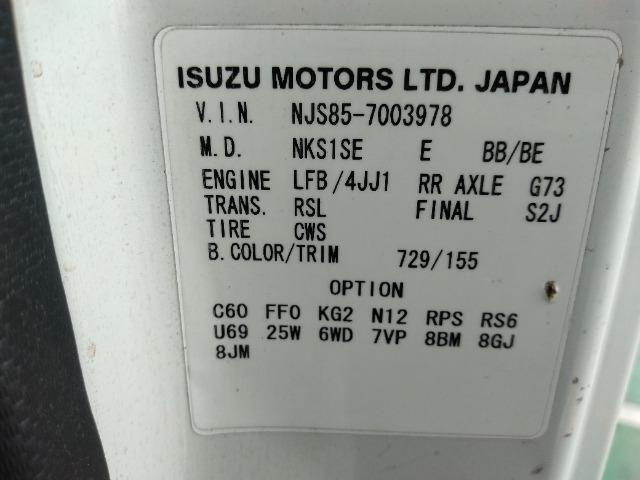 ISUZU MOTORS LTD. JAPAN
V.I.N. NJS85-7003978
M.D. NKS1SE E BB/BE
ENGINE LFB/4JJ1 RR AXLE G73
TRANS. RSL FINAL S2J
TIRE CWS
B.COLOR/TRIM 729/155
OPTION
C60 FF0 KG2 N12 RPS RS6
U69 25W 6WD 7VP 8BM 8GJ
8JM